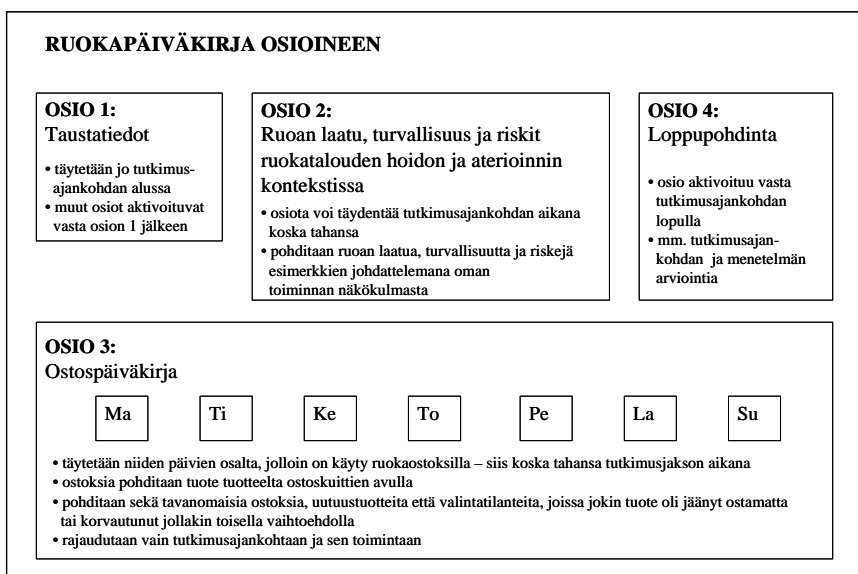 RUOKAPÄIVÄKIRJA OSIOINEEN
OSIO 1:
Taustatiedot
• täytetään jo tutkimus-
ajankohdan alussa
• muut osiot aktivoituvat
vasta osion 1 jälkeen
OSIO 2:
Ruoan laatu, turvallisuus ja riskit
ruokatalouden hoidon ja aterioinnin
kontekstissa
• osiota voi täydentää tutkimusajankohdan aikana
koska tahansa
• pohditaan ruoan laatua, turvallisuutta ja riskejä
esimerkkien johdattelemana oman
toiminnan näkökulmasta
OSIO 4:
Loppupohdinta
• osio aktivoituu vasta
tutkimusajankohdan
lopulla
• mm. tutkimusajan-
kohdan ja menetelmän
arviointia
OSIO 3:
Ostospäiväkirja
Ma Ti Ke To Pe La Su
• täytetään niiden päivien osalta, jolloin on käyty ruokaostoksilla – siis koska tahansa tutkimusjakson aikana
• ostoksia pohditaan tuote tuotteelta ostoskuittien avulla
• pohditaan sekä tavanomaisia ostoksia, uutuustuotteita että valintatilanteita, joissa jokin tuote oli jäänyt ostamatta
tai korvautunut jollakin toisella vaihtoehdolla
• rajaudutaan vain tutkimusajankohtaan ja sen toimintaan